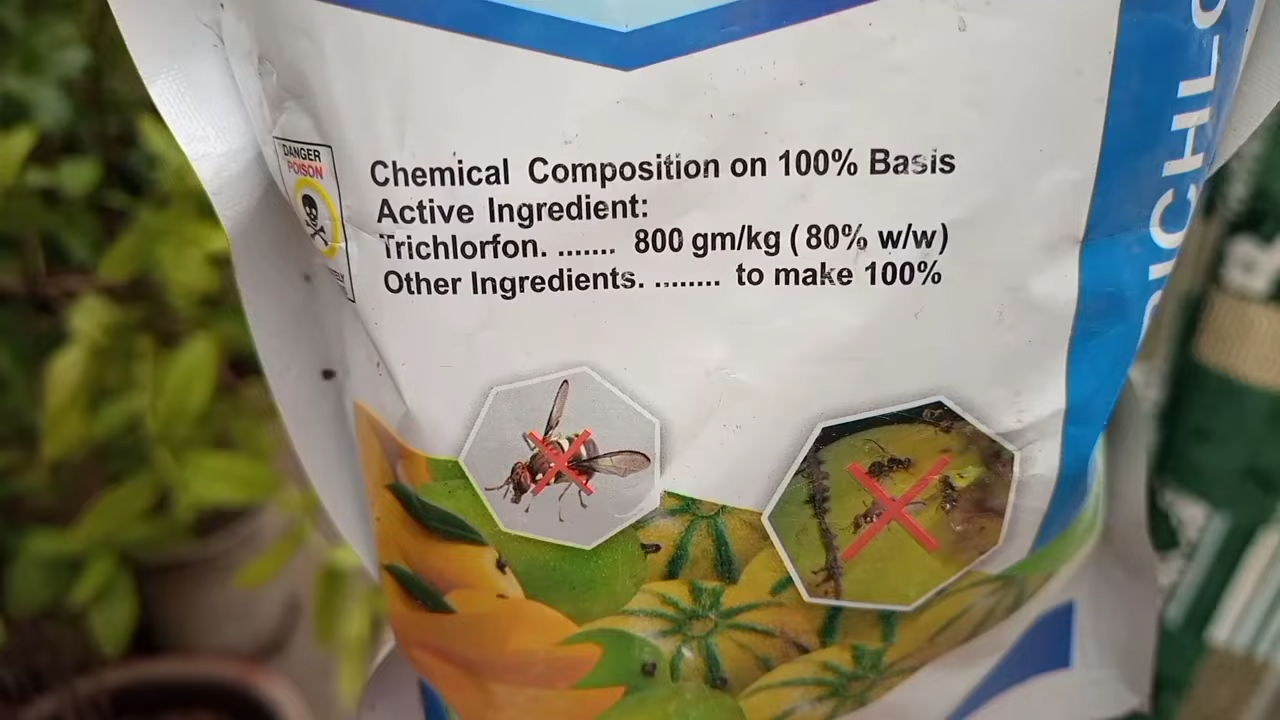 DANGER
POISON
Chemical Composition on 100% Basis
Active Ingredient:
Trichlorfon. ....... 800 gm/kg ( 80% w/w)
Other Ingredients. ........ to make 100%